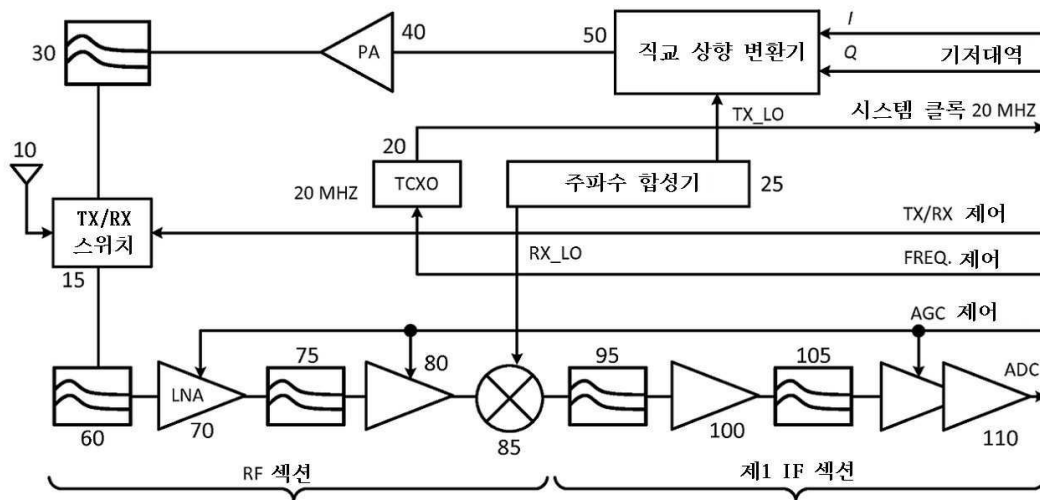 I
30
PA
40
50
직교 상향 변환기
Q
기저대역
TX_LO
시스템 클록 20 MHZ
10
20
20 MHZ
TCXO
주파수 합성기
25
TX/RX
스위치
TX/RX 제어
15
RX_LO
FREQ. 제어
AGC 제어
75
80
95
105
ADC
LNA
60
70
85
100
110
RF 섹션
제1 IF 섹션